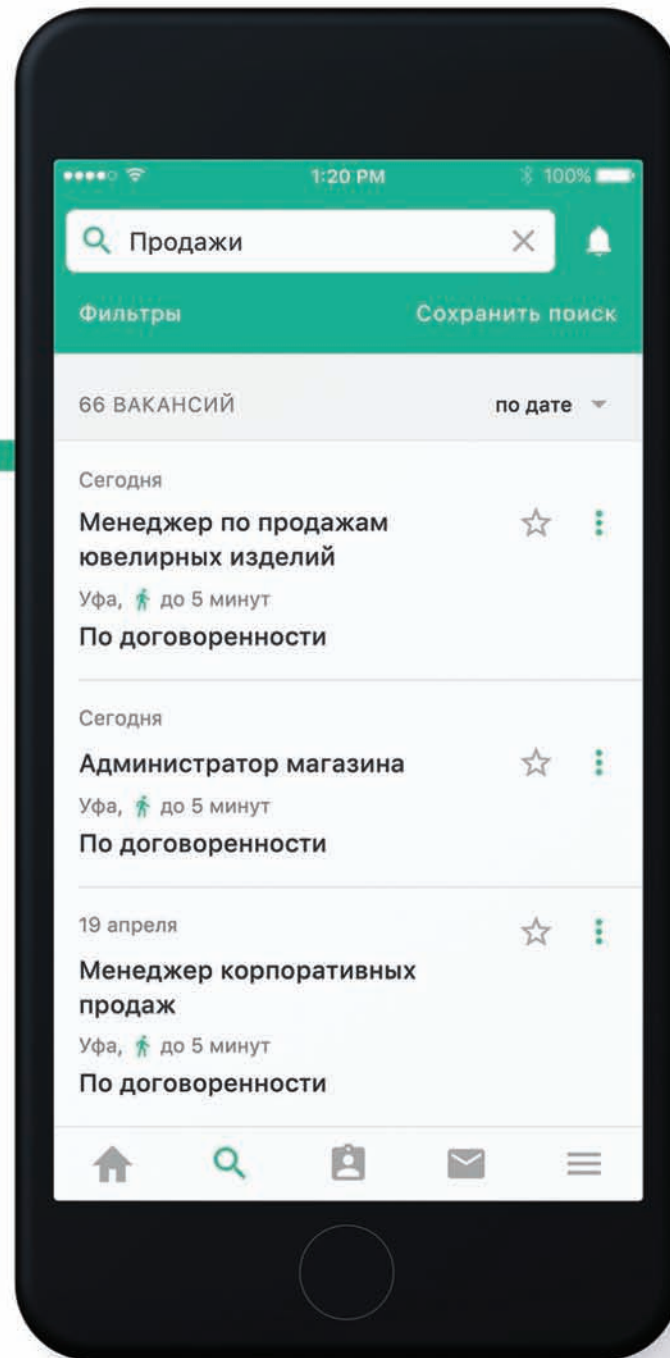 1:20 PM
100%
Продажи
Фильтры
Сохранить поиск
66 ВАКАНСИЙ
по дате
Сегодня
Менеджер по продажам
ювелирных изделий
Уфа, до 5 минут
По договоренности
Сегодня
Администратор магазина
Уфа, до 5 минут
По договоренности
19 апреля
Менеджер корпоративных
продаж
Уфа, до 5 минут
По договоренности